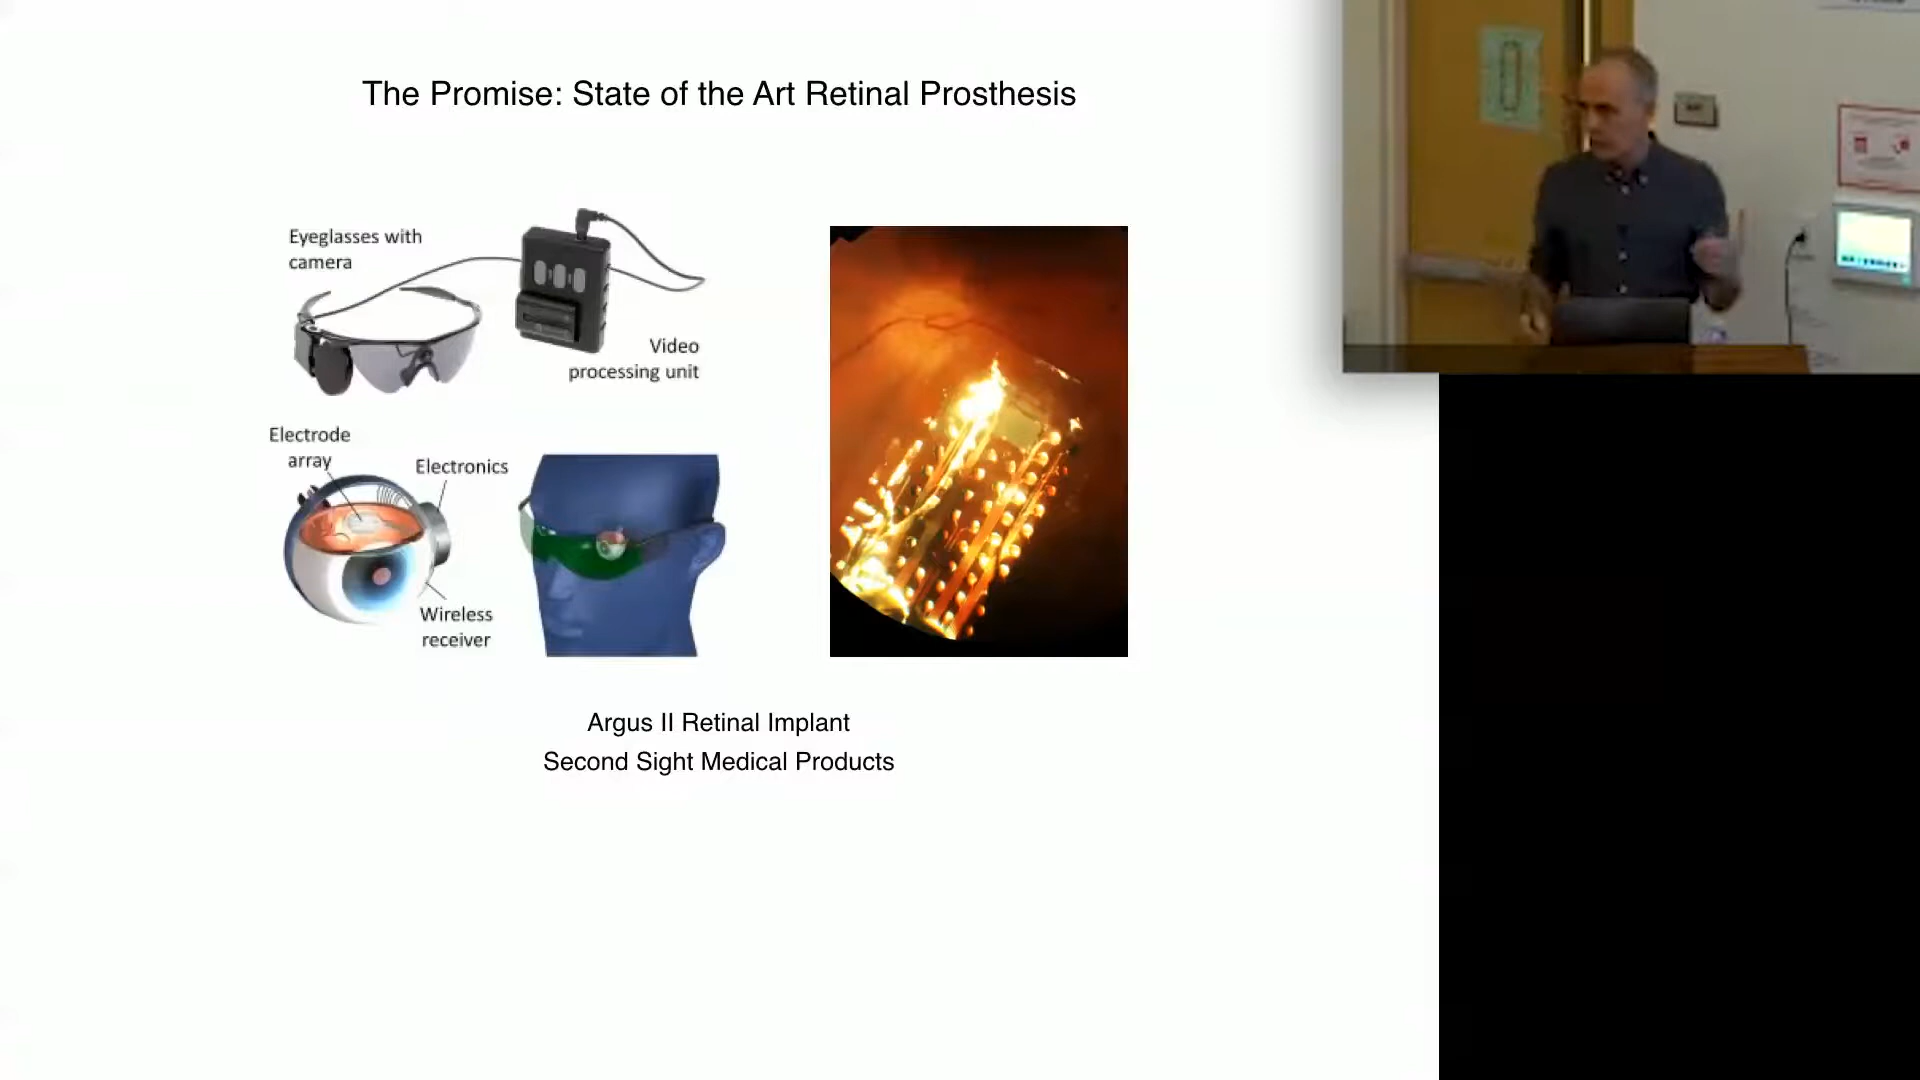 The Promise: State of the Art Retinal Prosthesis
Eyeglasses with
camera
Video
processing unit
Electrode
array
Electronics
Wireless
receiver
Argus II Retinal Implant
Second Sight Medical Products